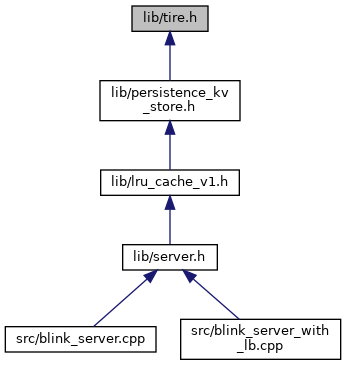 lib/tire.h
lib/persistence_kv
_store.h
lib/lru_cache_v1.h
lib/server.h
src/blink_server.cpp
src/blink_server_with
_lb.cpp